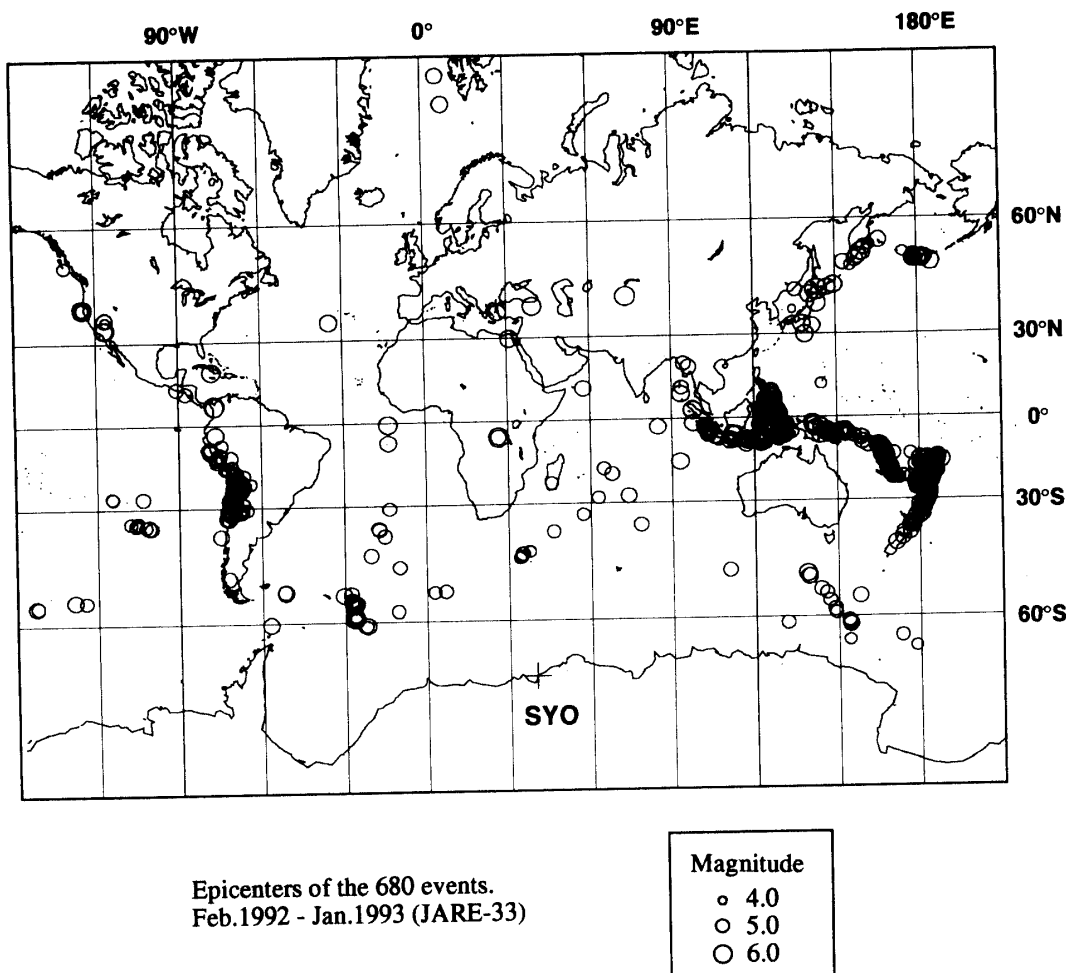 90°W 0° 90°E 180°E
60°N
30°N
0°
30°S
60°S
SYO
Epicenters of the 680 events.
Feb.1992 - Jan.1993 (JARE-33)
Magnitude
4.0
5.0
6.0